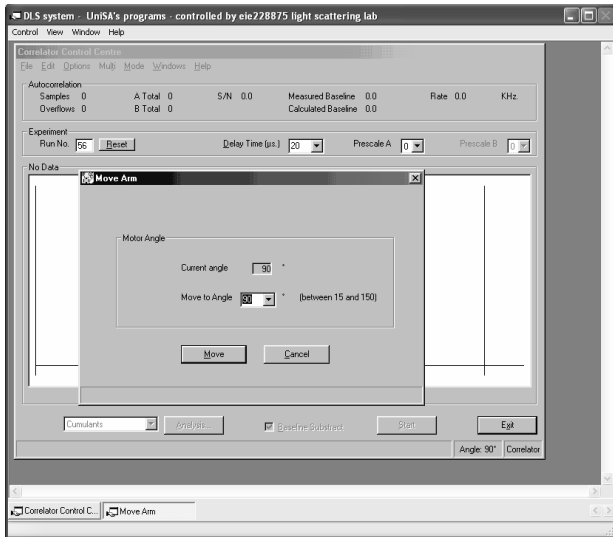 DLS system - UniSA's programs - controlled by eie228875 light scattering lab
Control View Window Help
Correlator Control Centre
File Edit Options Multi Mode Windows Help
Autocorrelation
Samples 0 A Total 0 S/N 0.0 Measured Baseline 0.0 Rate 0.0 KHz.
Overflows 0 B Total 0 Calculated Baseline 0.0
Experiment
Run No. 56 Reset Delay Time (µs.) 20 Prescale A 0 Prescale B 0
No Data
Move Arm
Motor Angle
Current angle 90 °
Move to Angle 90 ° (between 15 and 150)
Move Cancel
Cumulants Analysis... Baseline Substract Start Exit
Angle: 90° Correlator
Correlator Control C... Move Arm